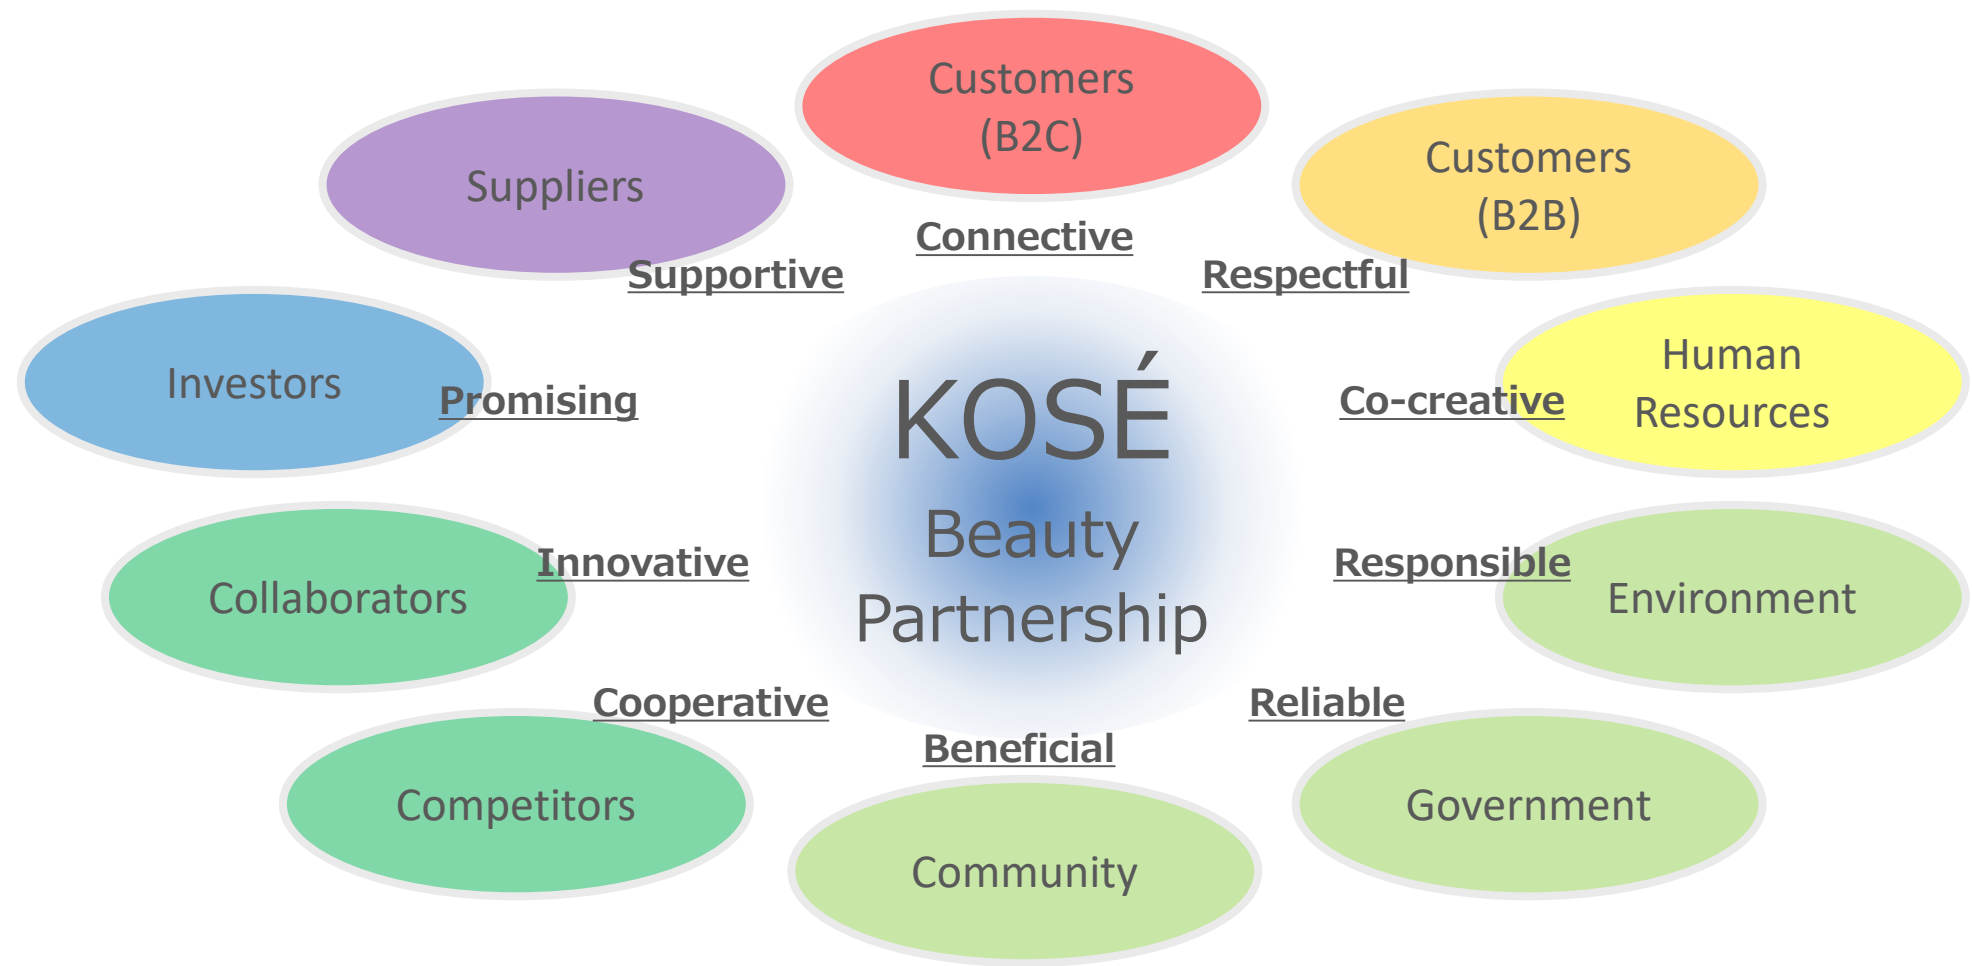 Customers
(B2C)
Customers
(B2B)
Suppliers
Connective
Supportive
Respectful
Human
Resources
Investors
Promising
Co-creative
KOSÉ
Beauty
Partnership
Innovative
Responsible
Collaborators
Environment
Cooperative
Reliable
Beneficial
Competitors
Government
Community